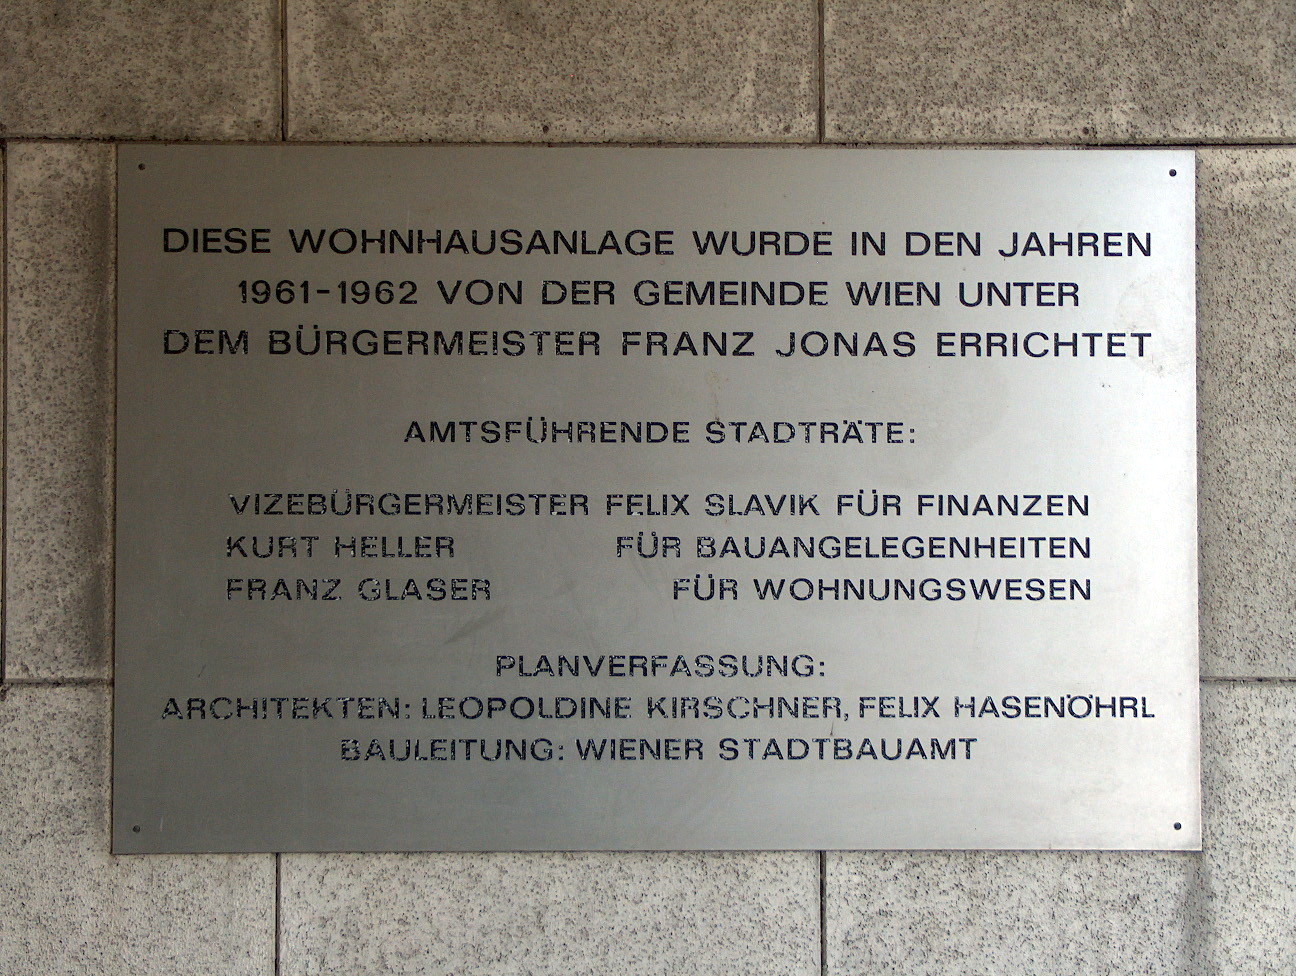 DIESE WOHNHAUSANLAGE WURDE IN DEN JAHREN
1961-1962 VON DER GEMEINDE WIEN UNTER
DEM BÜRGERMEISTER FRANZ JONAS ERRICHTET
AMTSFÜHRENDE STADTRÄTE:
VIZEBÜRGERMEISTER FELIX SLAVIK FÜR FINANZEN
KURT HELLER FÜR BAUANGELEGENHEITEN
FRANZ GLASER FÜR WOHNUNGSWESEN
PLANVERFASSUNG:
ARCHITEKTEN: LEOPOLDINE KIRSCHNER, FELIX HASENÖHRL
BAULEITUNG: WIENER STADTBAUAMT